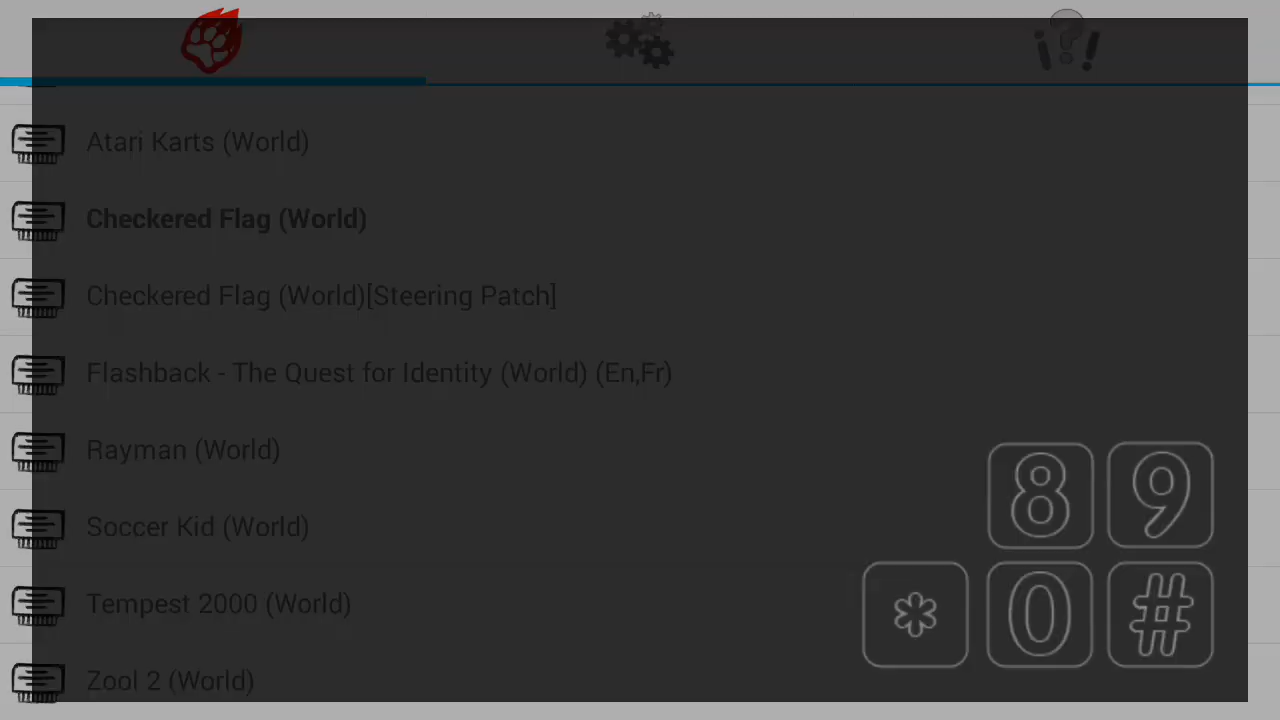 ¡?!
Atari Karts (World)
Checkered Flag (World)
Checkered Flag (World)[Steering Patch]
Flashback - The Quest for Identity (World) (En,Fr)
Rayman (World)
Soccer Kid (World)
Tempest 2000 (World)
Zool 2 (World)
8 9
* 0 #